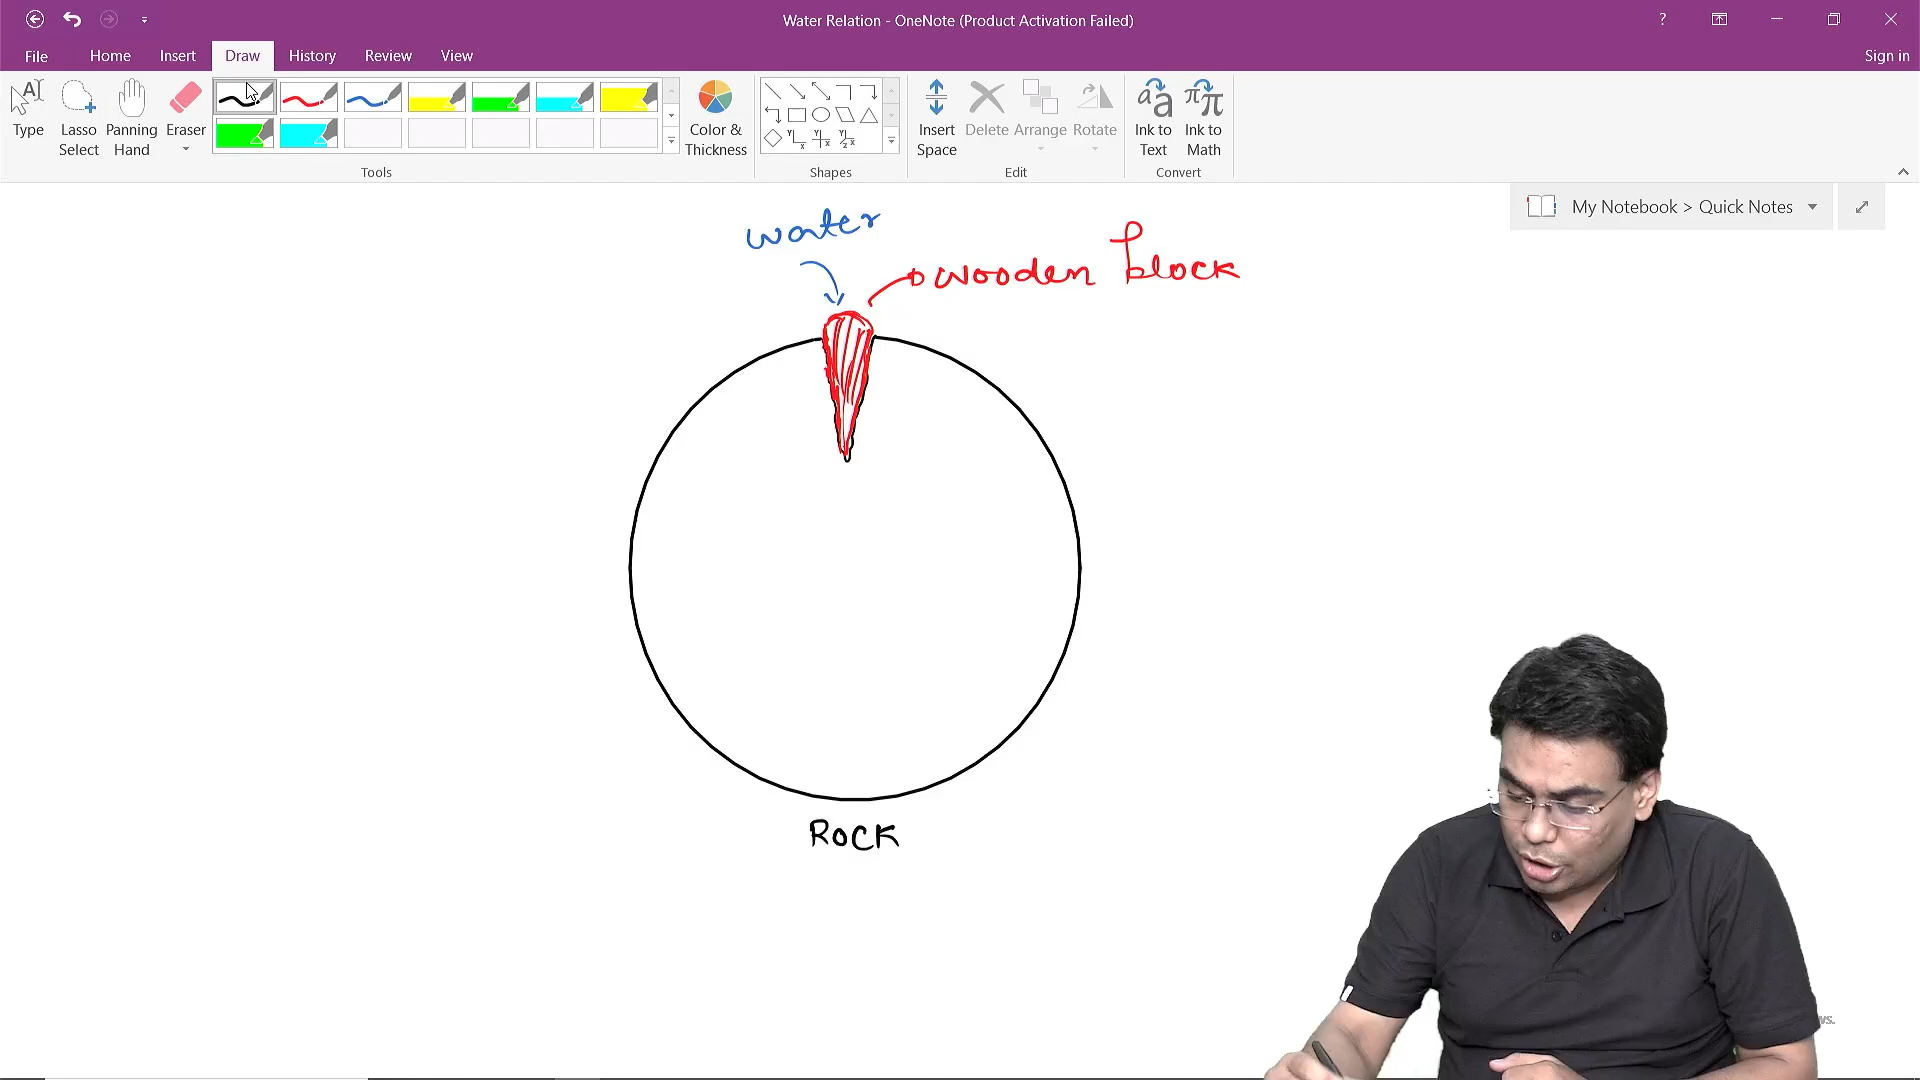 Water Relation - OneNote (Product Activation Failed)
?
File Home Insert Draw History Review View
Sign in
Type
Lasso Select
Panning Hand
Eraser
Color & Thickness
Insert Space
Delete
Arrange
Rotate
Ink to Text
Ink to Math
Tools
Shapes
Edit
Convert
My Notebook > Quick Notes
water
wooden block
ROCK